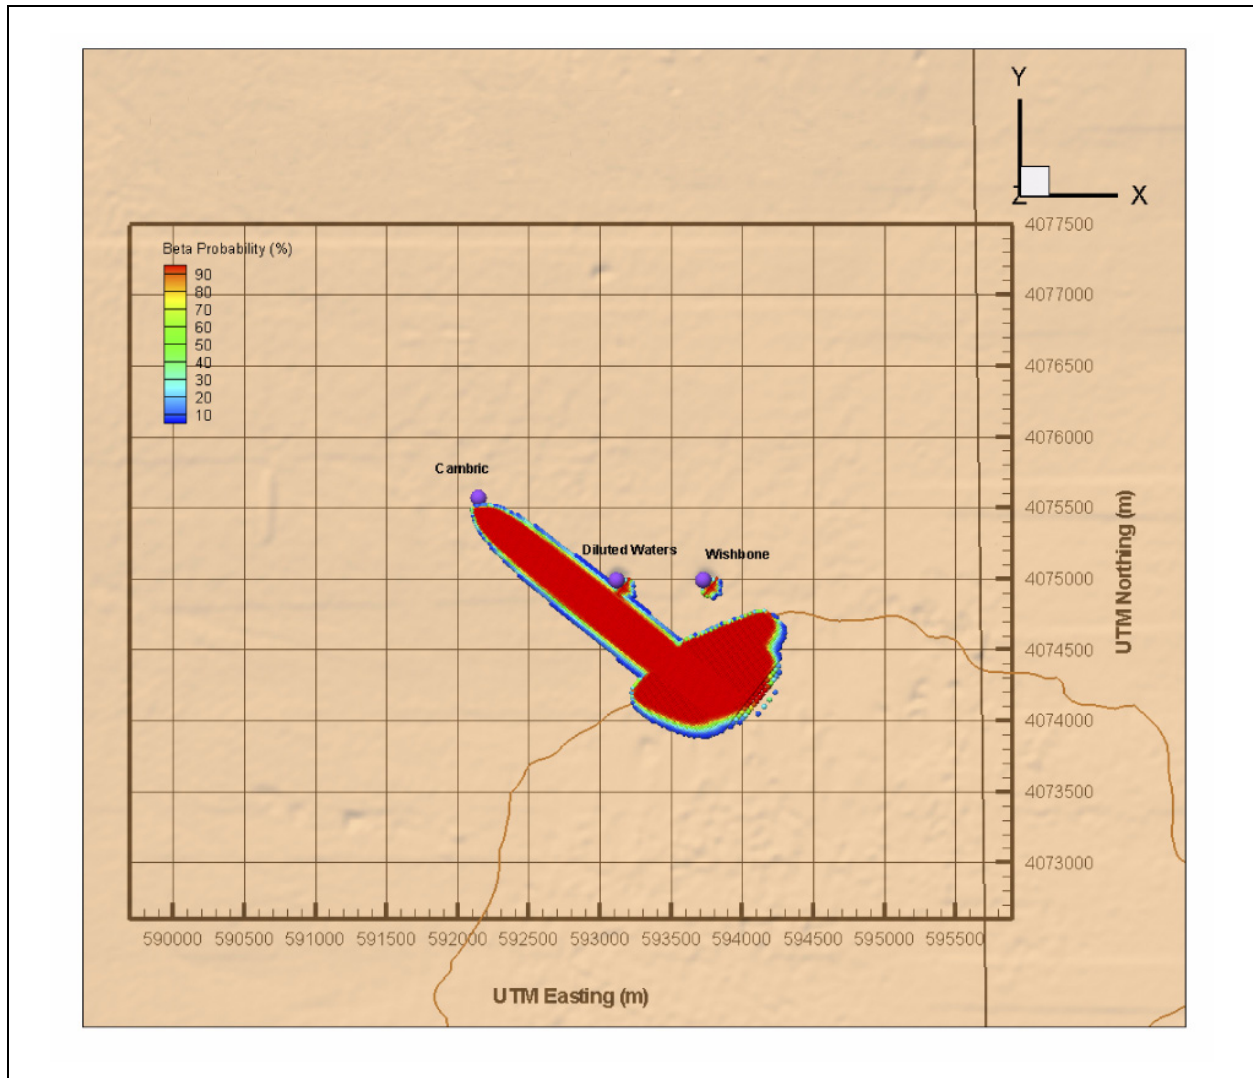 Y
Z
X
Beta Probability (%)
90
80
70
60
50
40
30
20
10
4077500
4077000
4076500
4076000
4075500
4075000
4074500
4074000
4073500
4073000
UTM Northing (m)
Cambric
Diluted Waters
Wishbone
590000 590500 591000 591500 592000 592500 593000 593500 594000 594500 595000 595500
UTM Easting (m)